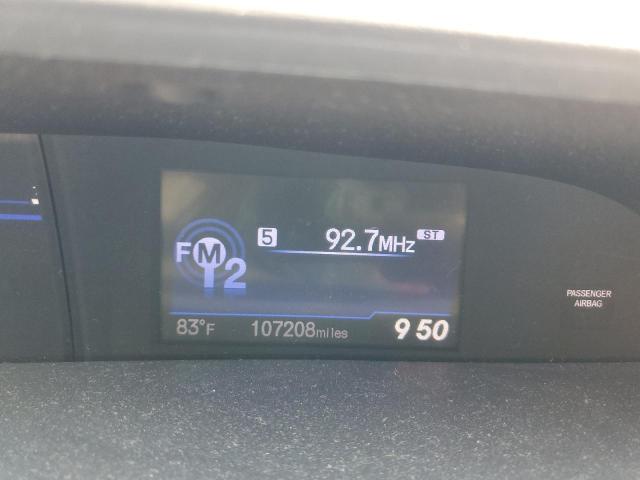 5 92.7MHz ST
FM2
83°F 107208miles 9 50
PASSENGER
AIRBAG